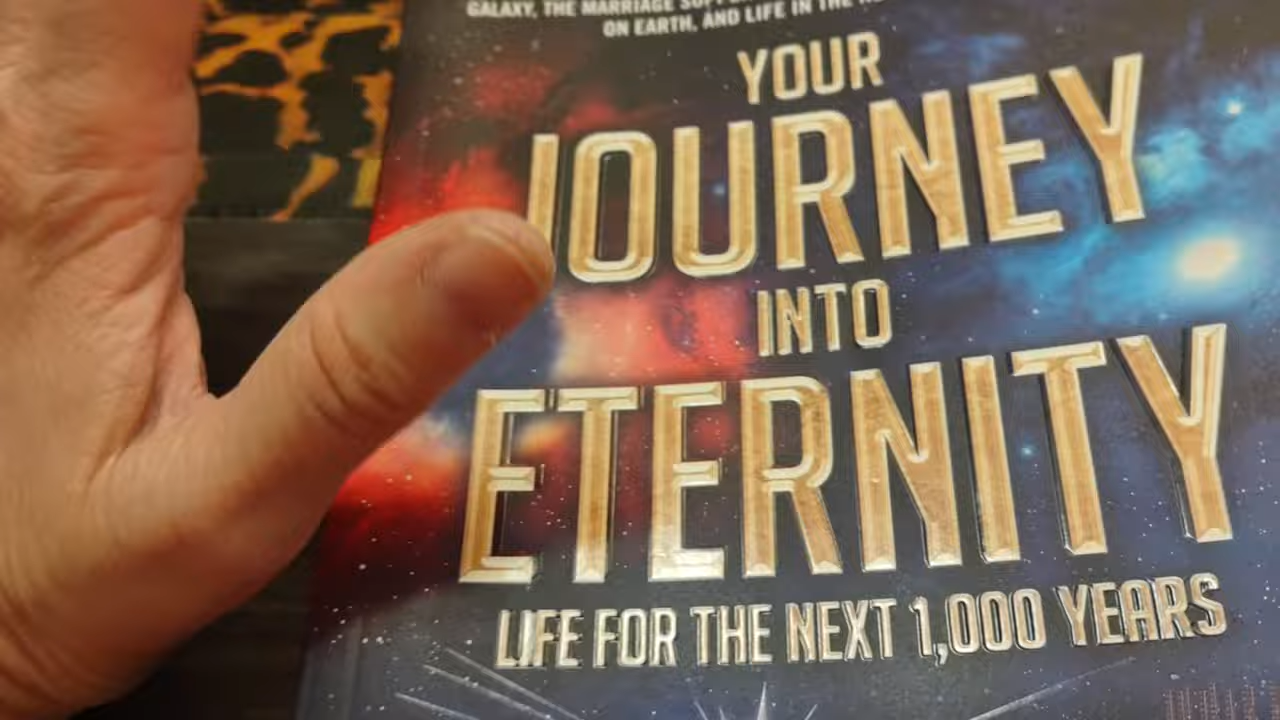 GALAXY, THE MARRIAGE
ON EARTH, AND LIFE IN THE
YOUR
JOURNEY
INTO
ETERNITY
LIFE FOR THE NEXT 1,000 YEARS